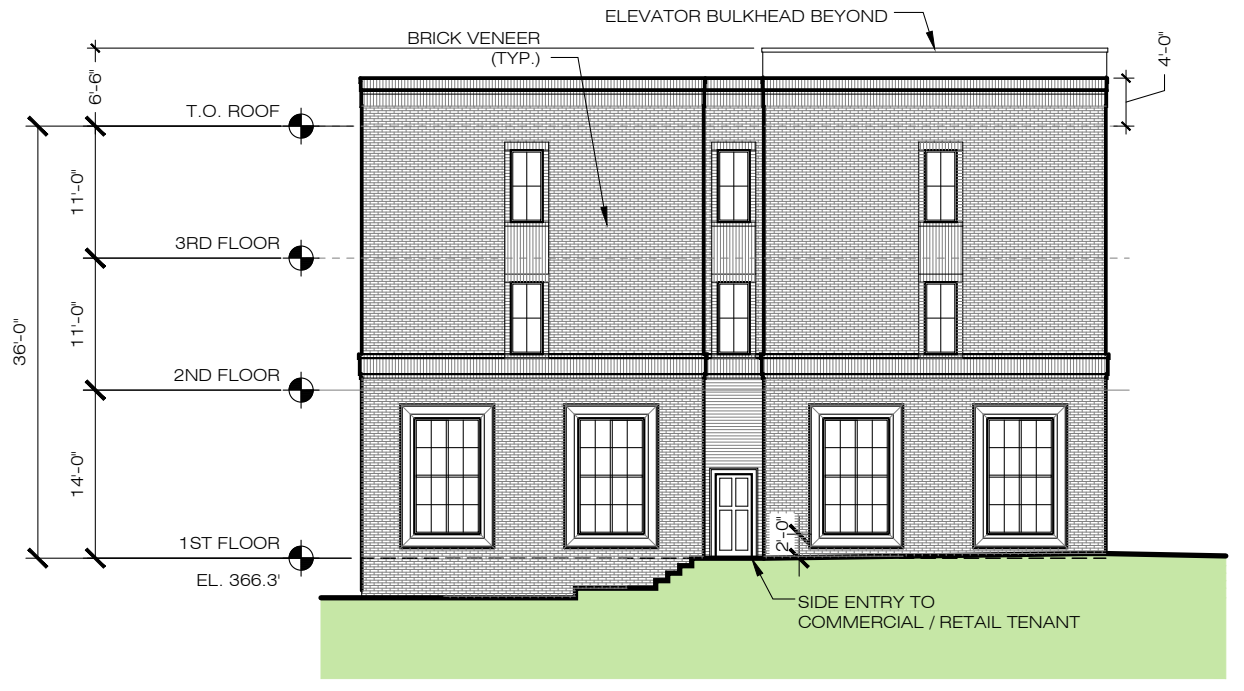 ELEVATOR BULKHEAD BEYOND
BRICK VENEER
(TYP.)
4'-0"
6'-6"
T.O. ROOF
11'-0"
3RD FLOOR
36'-0"
11'-0"
2ND FLOOR
14'-0"
2'-0"
1ST FLOOR
EL. 366.3'
SIDE ENTRY TO
COMMERCIAL / RETAIL TENANT